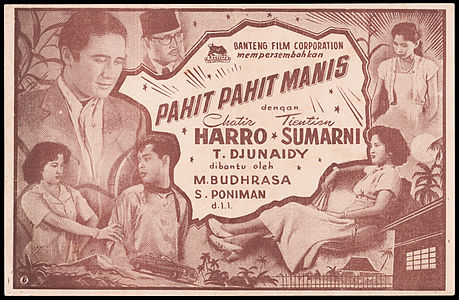 BANTENG FILM CORPORATION
mempersembahkan
PAHIT PAHIT MANIS
dengan
Chatir Tientien
HARRO ★ SUMARNI
T. DJUNAIDY
dibantu oleh
M. BUDHRASA
S. PONIMAN
d.l.l.